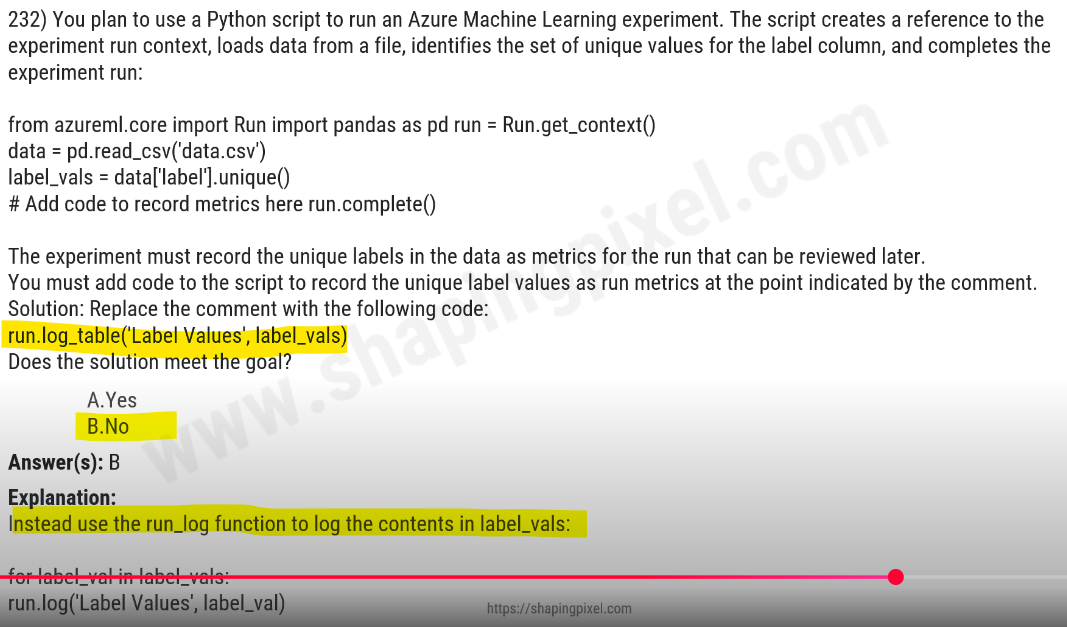 232) You plan to use a Python script to run an Azure Machine Learning experiment. The script creates a reference to the
experiment run context, loads data from a file, identifies the set of unique values for the label column, and completes the
experiment run:
from azureml.core import Run import pandas as pd run = Run.get_context()
data = pd.read_csv('data.csv')
label_vals = data['label'].unique()
# Add code to record metrics here run.complete()
The experiment must record the unique labels in the data as metrics for the run that can be reviewed later.
You must add code to the script to record the unique label values as run metrics at the point indicated by the comment.
Solution: Replace the comment with the following code:
run.log_table('Label Values', label_vals)
Does the solution meet the goal?
A.Yes
B.No
Answer(s): B
Explanation:
Instead use the run_log function to log the contents in label_vals:
for label_val in label_vals:
run.log('Label Values', label_val)
https://shapingpixel.com
www.shapingpixel.com